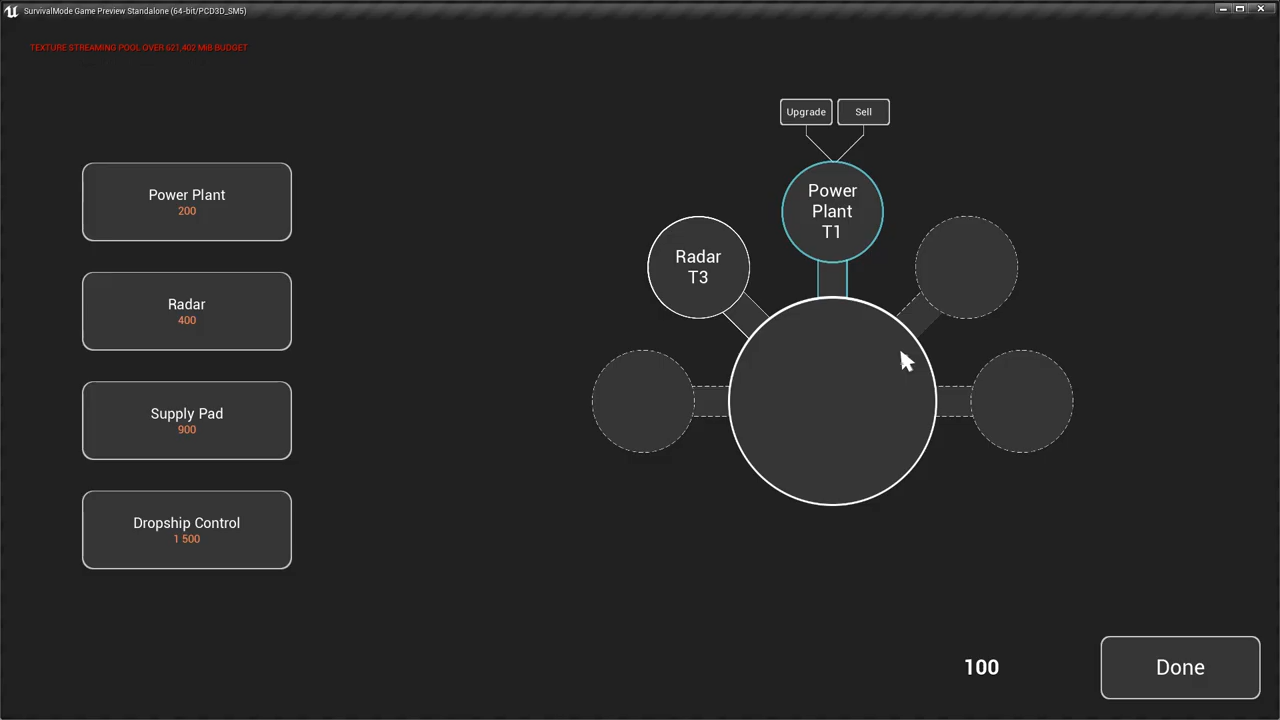 SurvivalMode Game Preview Standalone (64-bit/PCD3D_SM5)
TEXTURE STREAMING POOL OVER 621,402 MiB BUDGET
Upgrade
Sell
Power Plant
200
Radar
400
Supply Pad
900
Dropship Control
1 500
Power
Plant
T1
Radar
T3
100
Done